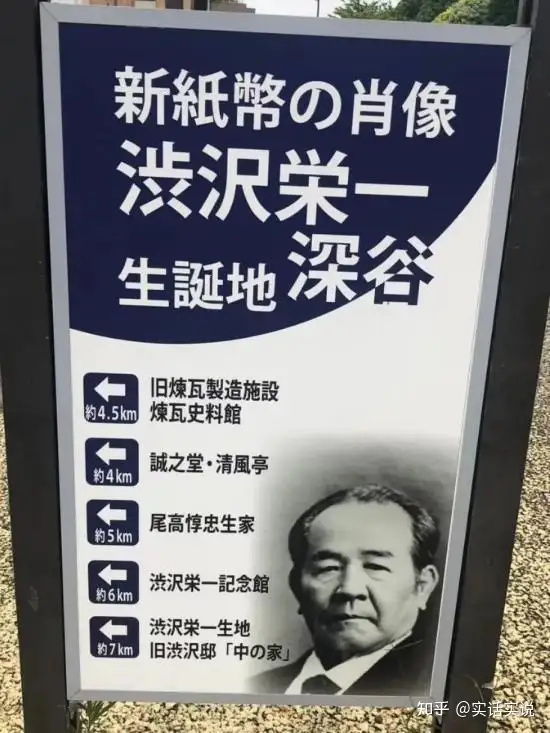 新紙幣の肖像
渋沢栄一
生誕地 深谷
約4.5km
旧煉瓦製造施設
煉瓦史料館
約4km
誠之堂・清風亭
約5km
尾高惇忠生家
約6km
渋沢栄一記念館
約7km
渋沢栄一生地
旧渋沢邸「中の家」
知乎 @实话实说